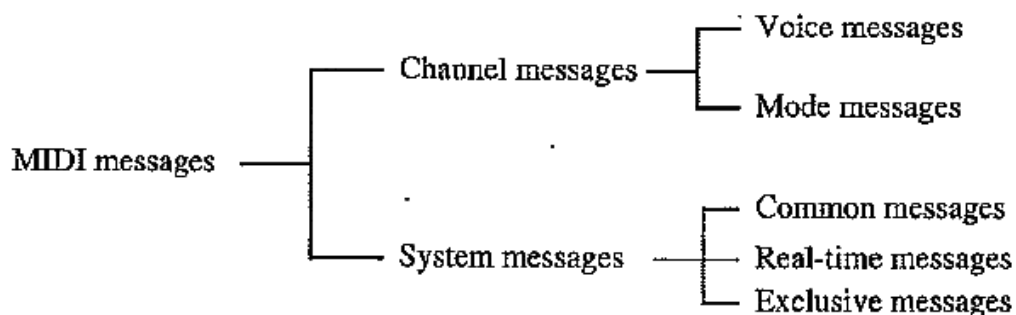 Voice messages
Channel messages
Mode messages
MIDI messages
Common messages
System messages
Real-time messages
Exclusive messages